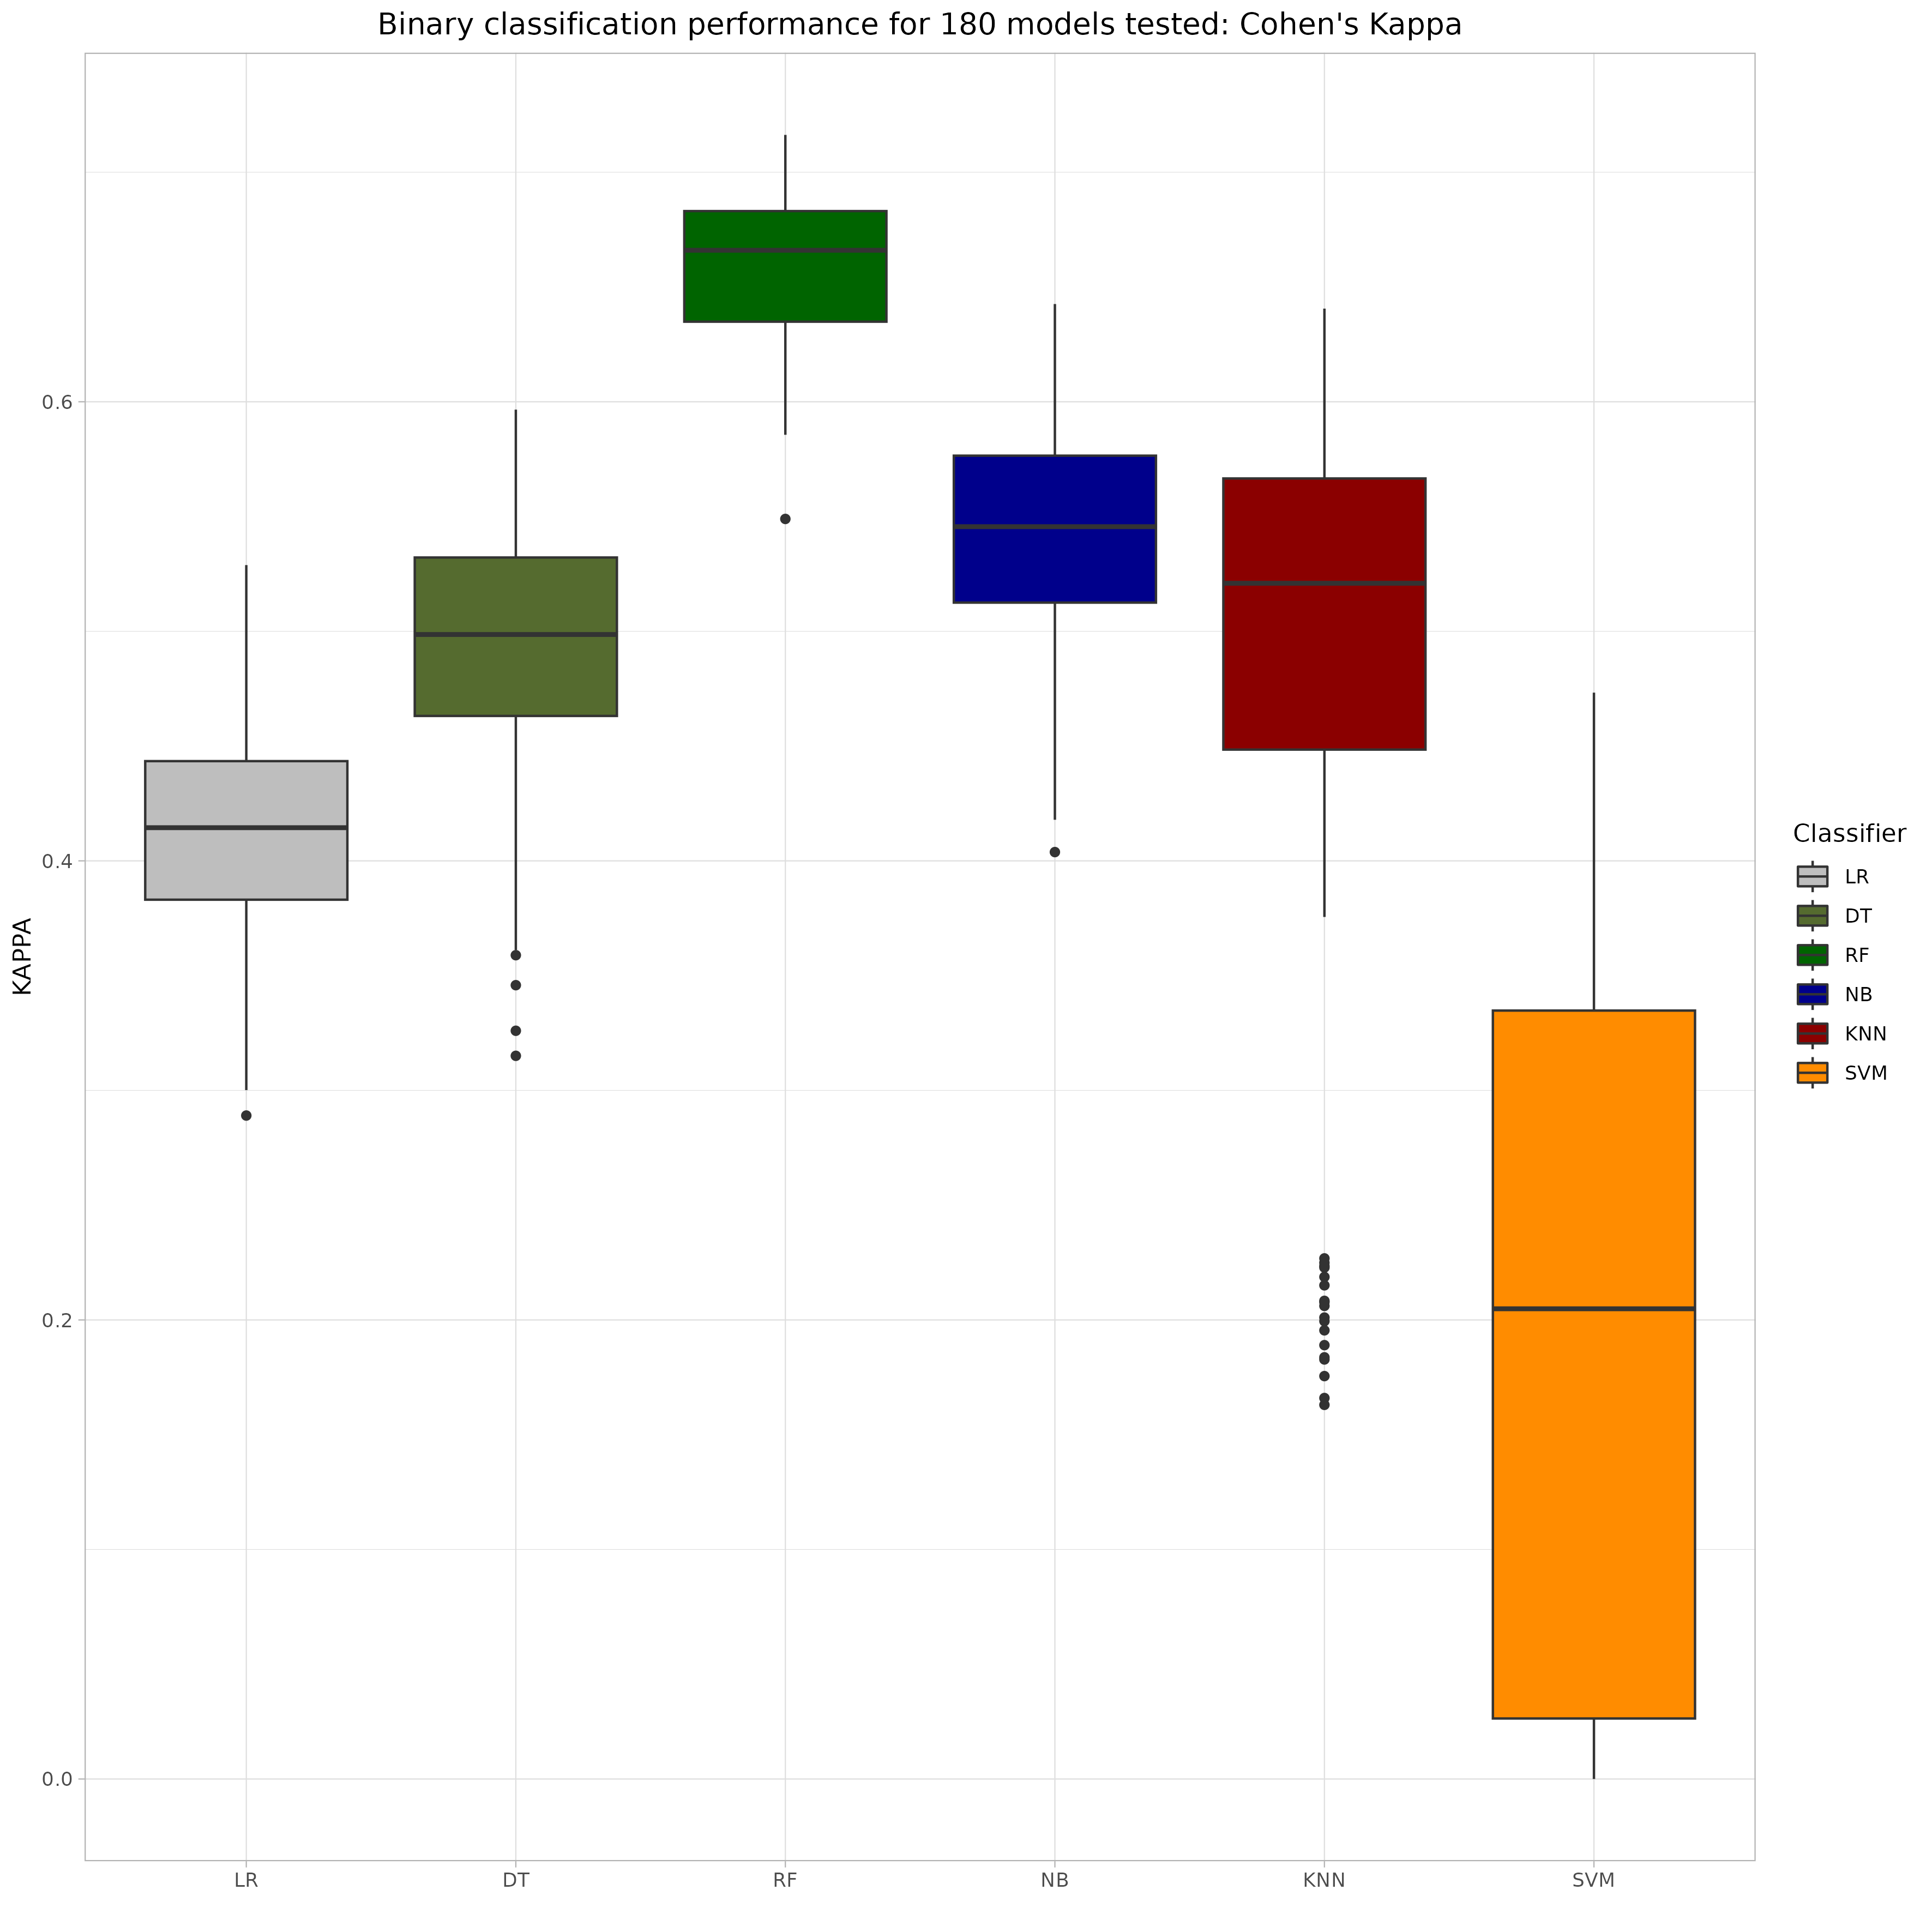 Binary classification performance for 180 models tested: Cohen's Kappa
KAPPA
0.6
0.4
0.2
0.0
LR DT RF NB KNN SVM
Classifier
LR
DT
RF
NB
KNN
SVM